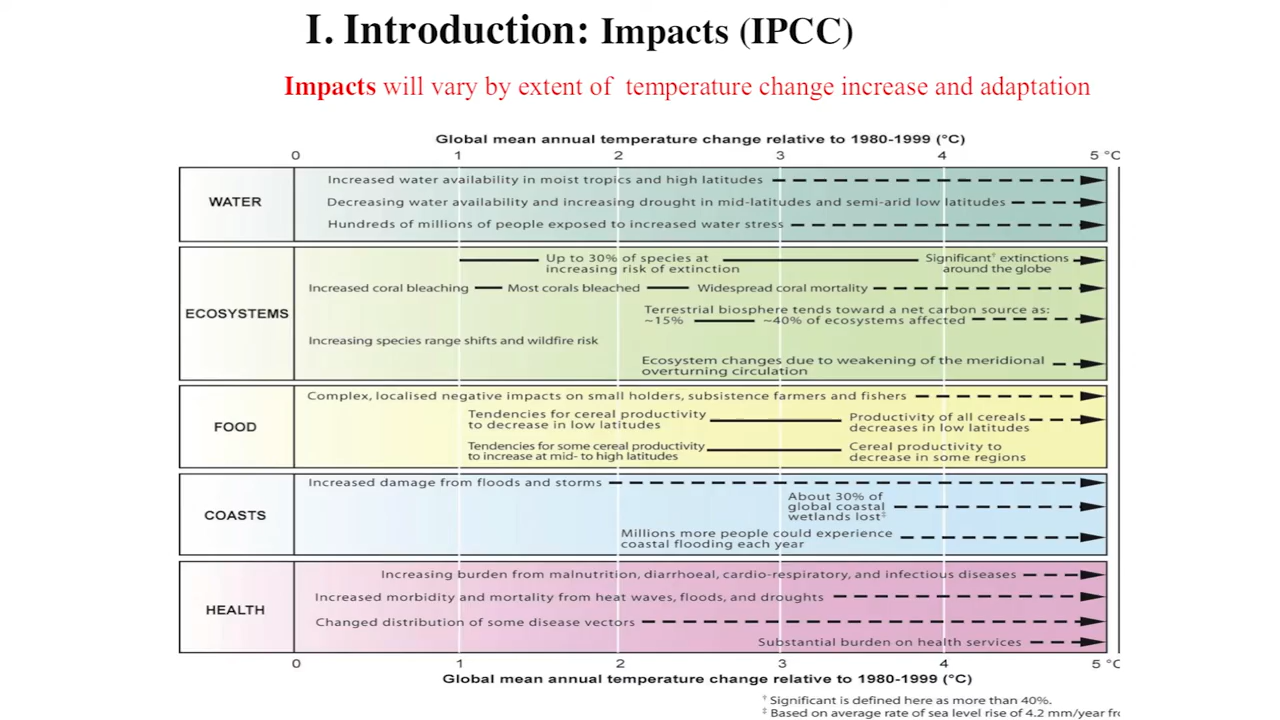 I. Introduction: Impacts (IPCC)
Impacts will vary by extent of temperature change increase and adaptation
Global mean annual temperature change relative to 1980-1999 (°C)
0 1 2 3 4 5 °C
WATER
Increased water availability in moist tropics and high latitudes
Decreasing water availability and increasing drought in mid-latitudes and semi-arid low latitudes
Hundreds of millions of people exposed to increased water stress
ECOSYSTEMS
Up to 30% of species at
increasing risk of extinction
Significant† extinctions
around the globe
Increased coral bleaching Most corals bleached Widespread coral mortality
Terrestrial biosphere tends toward a net carbon source as:
~15% ~40% of ecosystems affected
Increasing species range shifts and wildfire risk
Ecosystem changes due to weakening of the meridional
overturning circulation
FOOD
Complex, localised negative impacts on small holders, subsistence farmers and fishers
Tendencies for cereal productivity
to decrease in low latitudes
Productivity of all cereals
decreases in low latitudes
Tendencies for some cereal productivity
to increase at mid- to high latitudes
Cereal productivity to
decrease in some regions
COASTS
Increased damage from floods and storms
About 30% of
global coastal
wetlands lost‡
Millions more people could experience
coastal flooding each year
HEALTH
Increasing burden from malnutrition, diarrhoeal, cardio-respiratory, and infectious diseases
Increased morbidity and mortality from heat waves, floods, and droughts
Changed distribution of some disease vectors
Substantial burden on health services
0 1 2 3 4 5 °C
Global mean annual temperature change relative to 1980-1999 (°C)
† Significant is defined here as more than 40%.
‡ Based on average rate of sea level rise of 4.2 mm/year